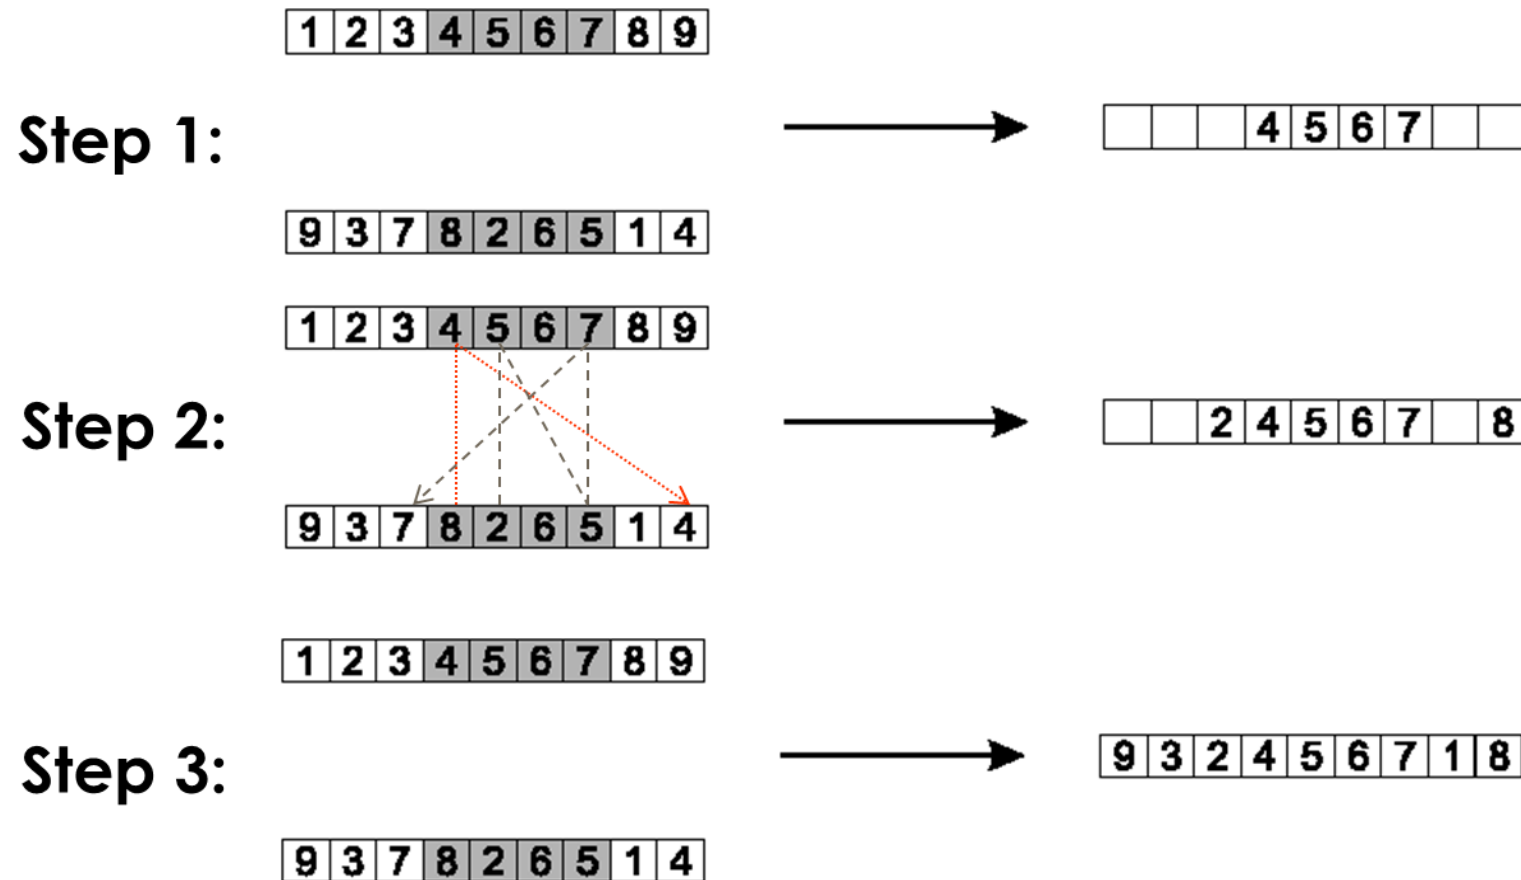 1 2 3 4 5 6 7 8 9
Step 1:
4 5 6 7
9 3 7 8 2 6 5 1 4
1 2 3 4 5 6 7 8 9
Step 2:
2 4 5 6 7 8
9 3 7 8 2 6 5 1 4
1 2 3 4 5 6 7 8 9
Step 3:
9 3 2 4 5 6 7 1 8
9 3 7 8 2 6 5 1 4